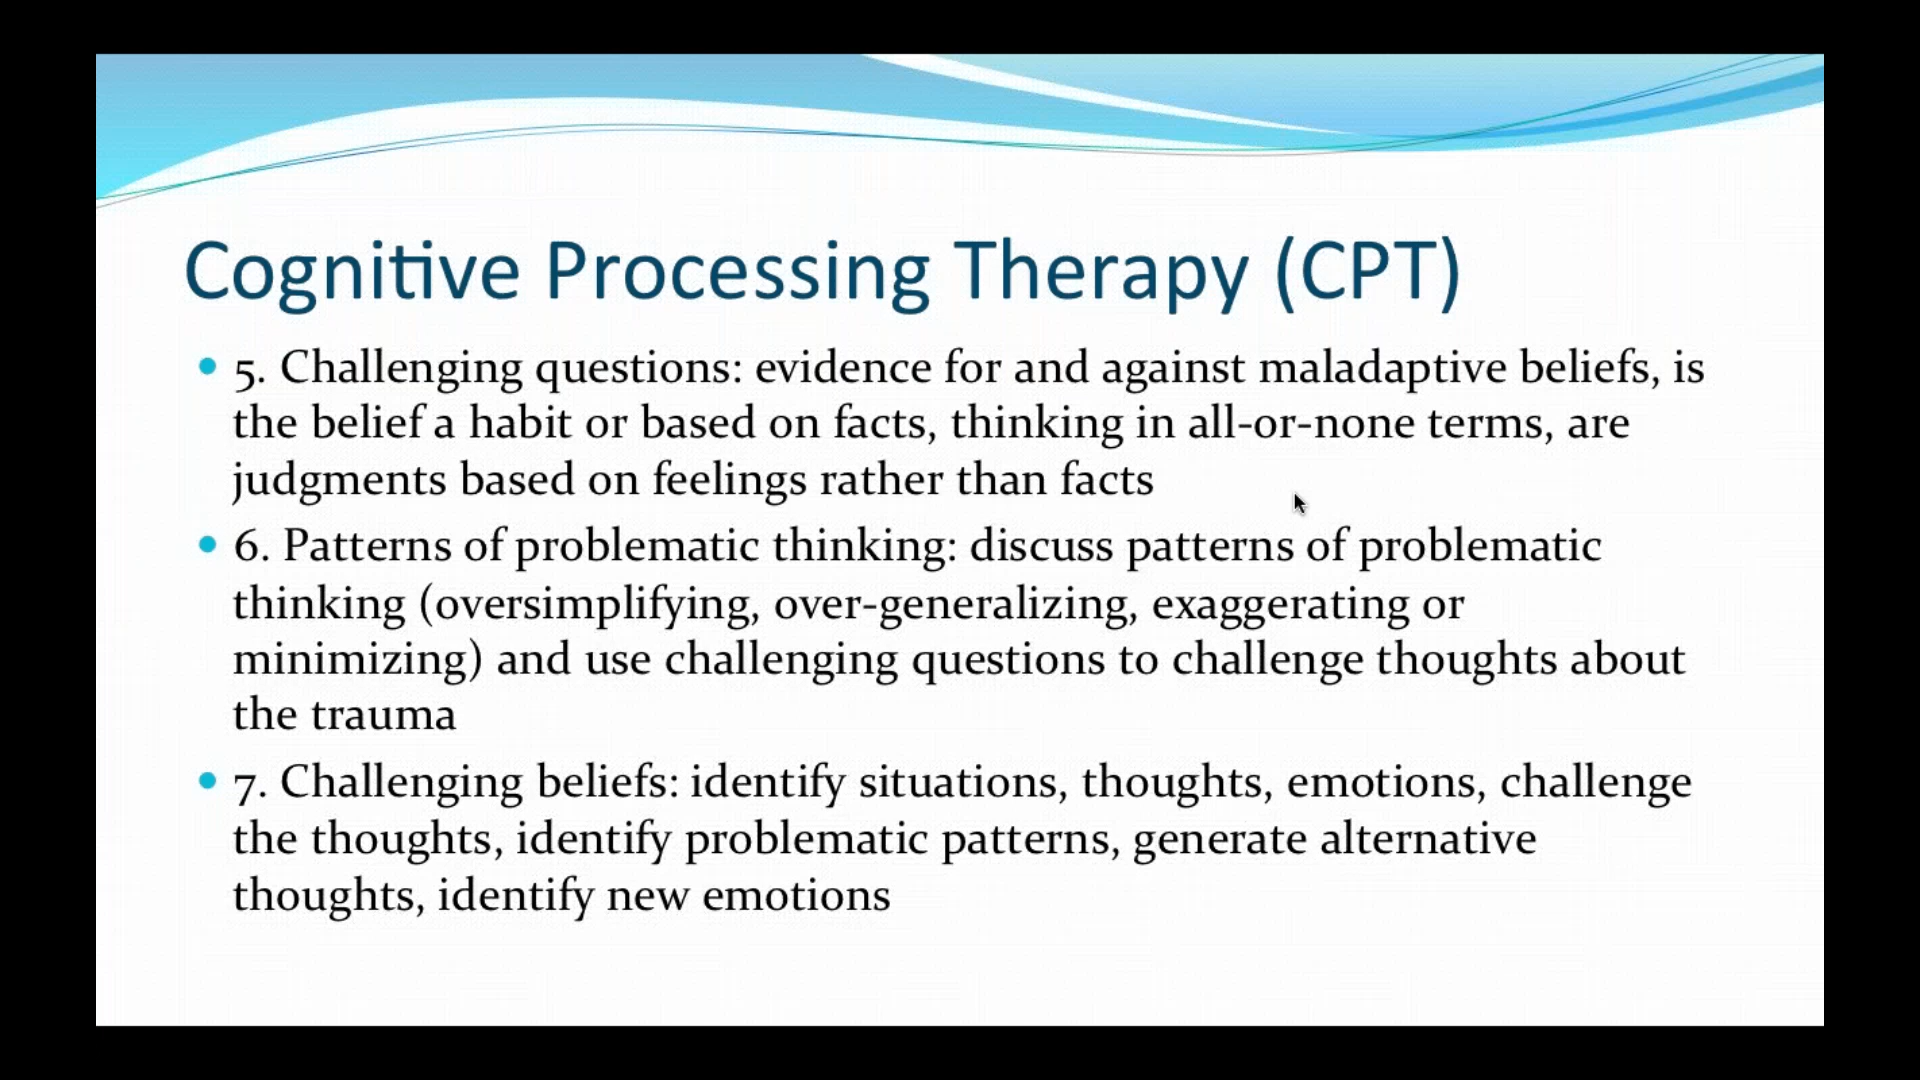 Cognitive Processing Therapy (CPT)
• 5. Challenging questions: evidence for and against maladaptive beliefs, is
the belief a habit or based on facts, thinking in all-or-none terms, are
judgments based on feelings rather than facts
• 6. Patterns of problematic thinking: discuss patterns of problematic
thinking (oversimplifying, over-generalizing, exaggerating or
minimizing) and use challenging questions to challenge thoughts about
the trauma
• 7. Challenging beliefs: identify situations, thoughts, emotions, challenge
the thoughts, identify problematic patterns, generate alternative
thoughts, identify new emotions